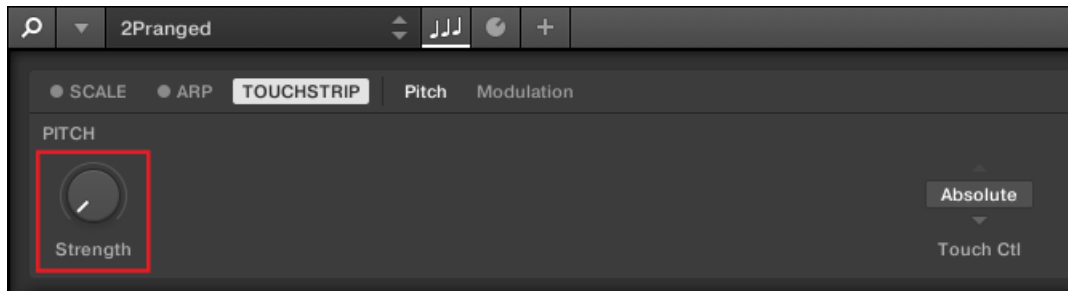 2Pranged
SCALE ARP TOUCHSTRIP Pitch Modulation
PITCH
Absolute
Strength Touch Ctl